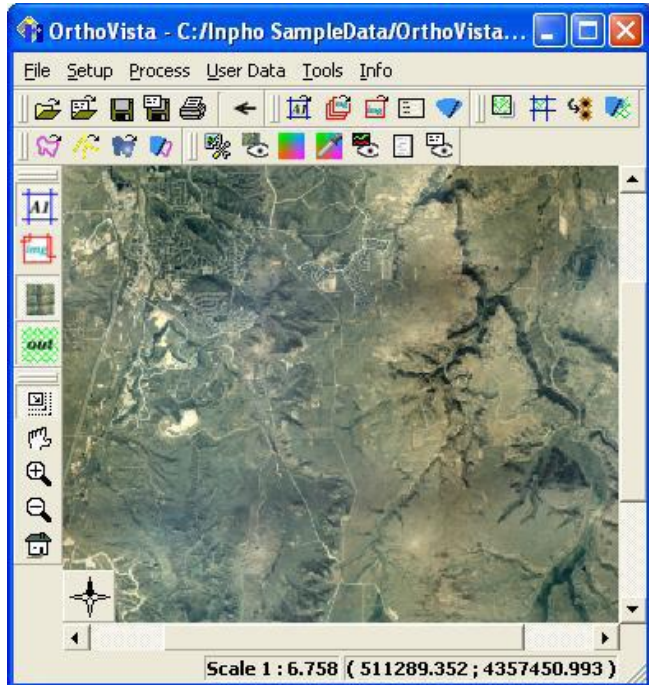 OrthoVista - C:/Inpho SampleData/OrthoVista...
File Setup Process User Data Tools Info
AI
img
out
Scale 1 : 6.758 ( 511289.352 ; 4357450.993 )